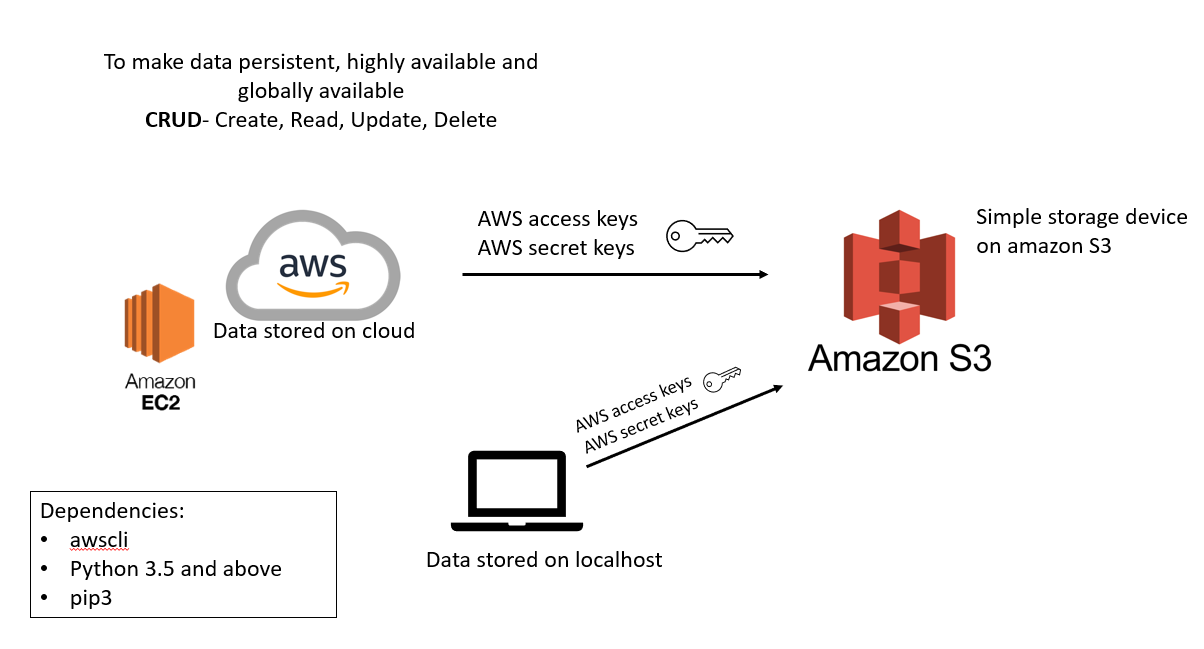 To make data persistent, highly available and
globally available
CRUD- Create, Read, Update, Delete
AWS access keys
AWS secret keys
Simple storage device
on amazon S3
aws
Data stored on cloud
Amazon
EC2
Amazon S3
AWS access keys
AWS secret keys
Dependencies:
• awscli
• Python 3.5 and above
• pip3
Data stored on localhost